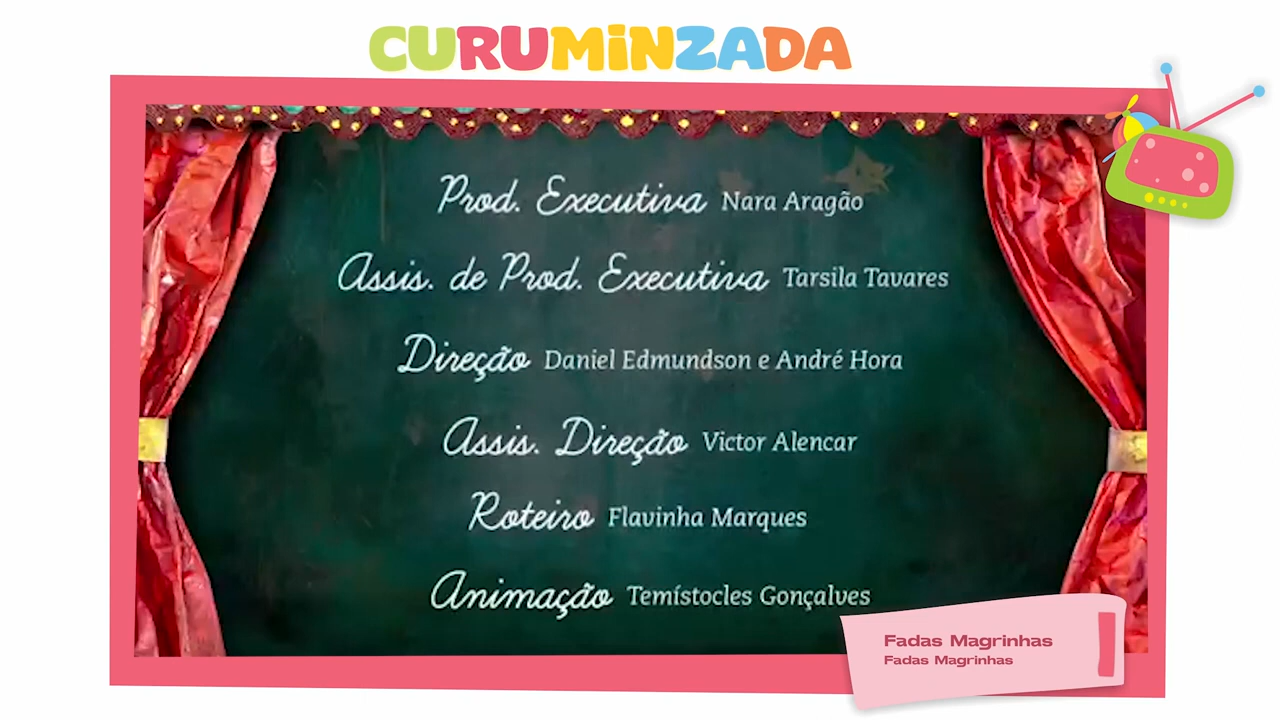 CURUMiNZADA
Prod. Executiva Nara Aragão
Assis. de Prod. Executiva Tarsila Tavares
Direção Daniel Edmundson e André Hora
Assis. Direção Victor Alencar
Roteiro Flavinha Marques
Animação Temístocles Gonçalves
Fadas Magrinhas
Fadas Magrinhas